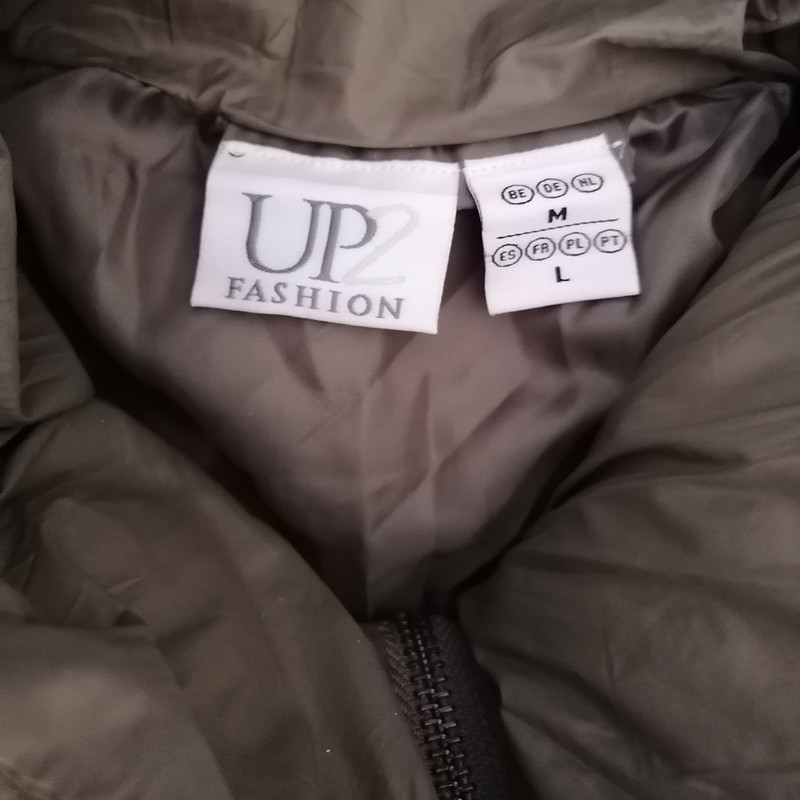 UP2
FASHION
BE DE NL
M
ES FR PL PT
L